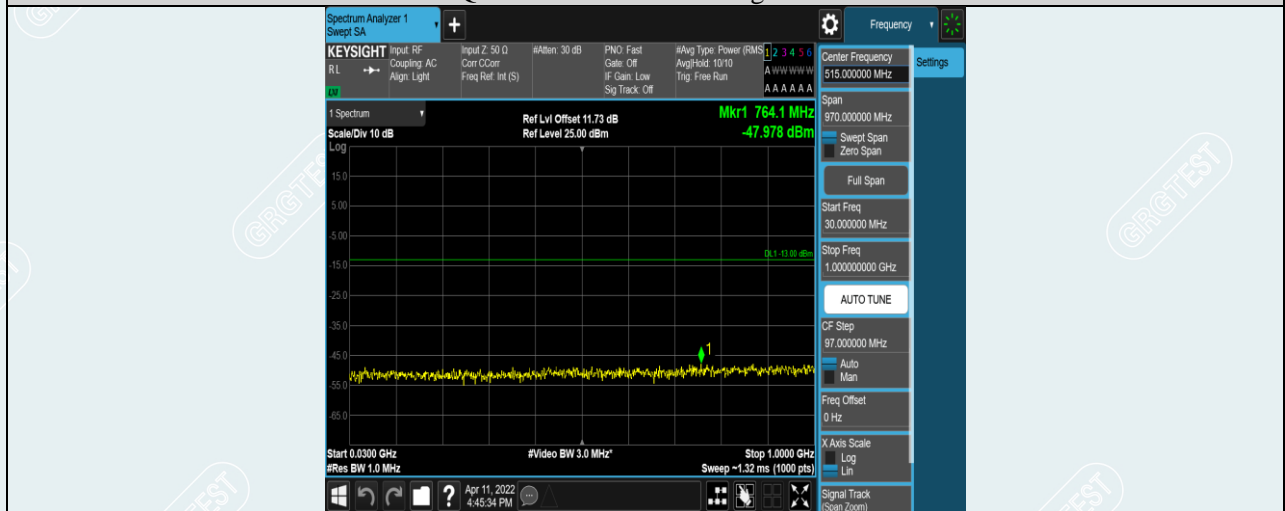 Spectrum Analyzer 1
Swept SA
Frequency
KEYSIGHT
RL
Input: RF
Coupling: AC
Align: Light
Input Z: 50 Ω
Corr CCorr
Freq Ref: Int (S)
#Atten: 30 dB
PNO: Fast
Gate: Off
IF Gain: Low
Sig Track: Off
#Avg Type: Power (RMS
Avg|Hold: 10/10
Trig: Free Run
1 2 3 4 5 6
A W W W W W
A A A A A A
1 Spectrum
Scale/Div 10 dB
Ref Lvl Offset 11.73 dB
Ref Level 25.00 dBm
Mkr1 764.1 MHz
-47.978 dBm
Log
15.0
5.00
-5.00
DL1 -13.00 dBm
-15.0
-25.0
-35.0
-45.0
1
-55.0
-65.0
Start 0.0300 GHz
#Res BW 1.0 MHz
#Video BW 3.0 MHz*
Stop 1.0000 GHz
Sweep ~1.32 ms (1000 pts)
Apr 11, 2022
4:45:34 PM
Center Frequency
515.000000 MHz
Settings
Span
970.000000 MHz
Swept Span
Zero Span
Full Span
Start Freq
30.000000 MHz
Stop Freq
1.000000000 GHz
AUTO TUNE
CF Step
97.000000 MHz
Auto
Man
Freq Offset
0 Hz
X Axis Scale
Log
Lin
Signal Track
(Span Zoom)
GRGTEST
GRGTEST
GRGTEST
GRGTEST